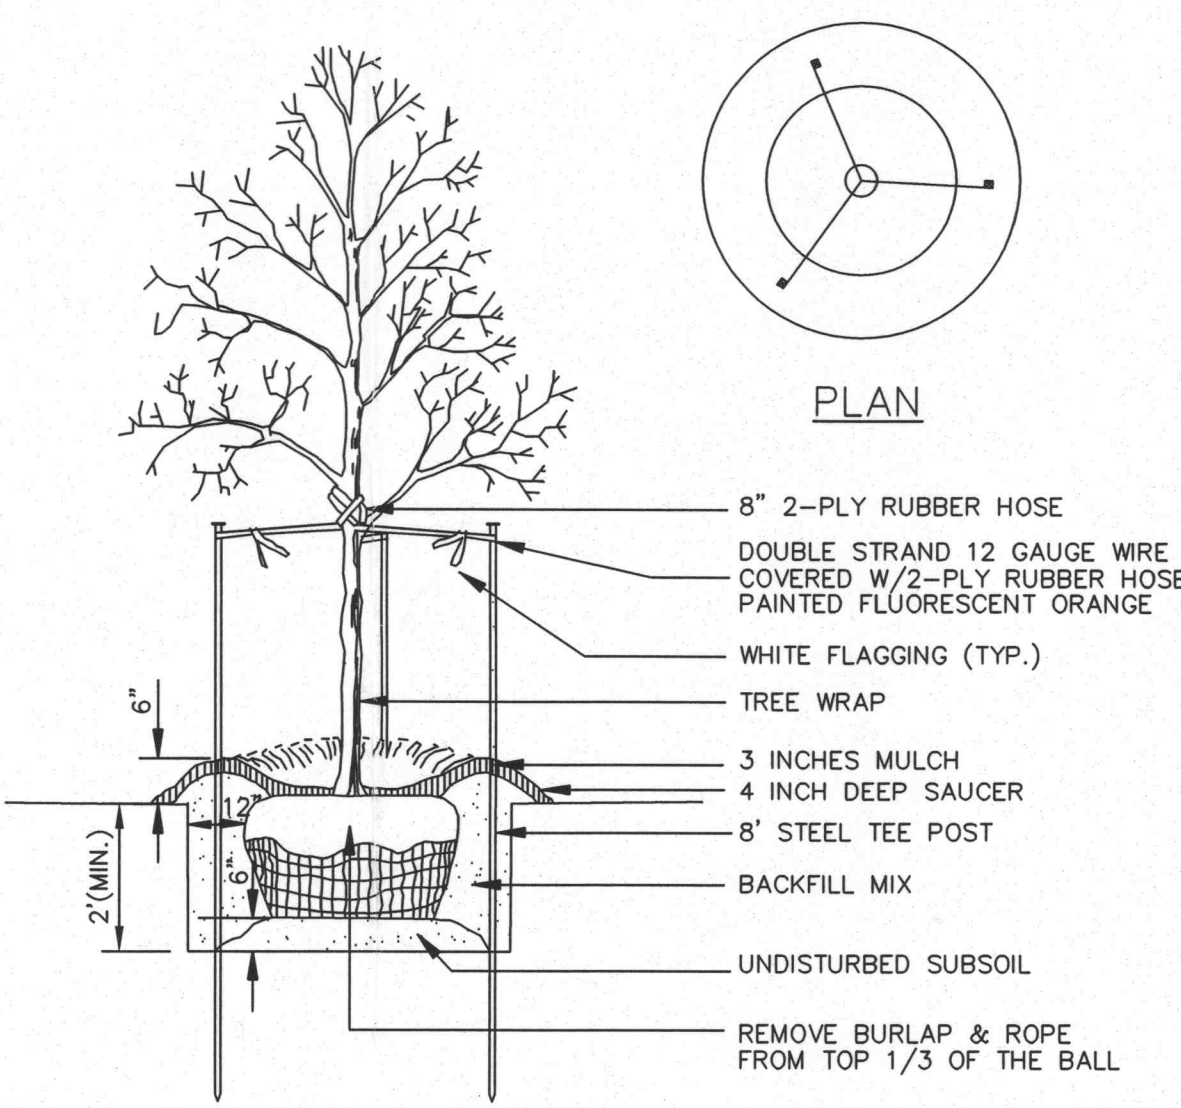 PLAN
8" 2-PLY RUBBER HOSE
DOUBLE STRAND 12 GAUGE WIRE
COVERED W/2-PLY RUBBER HOSE
PAINTED FLUORESCENT ORANGE
WHITE FLAGGING (TYP.)
TREE WRAP
6"
3 INCHES MULCH
4 INCH DEEP SAUCER
12"
8' STEEL TEE POST
2'(MIN.)
6"
BACKFILL MIX
UNDISTURBED SUBSOIL
REMOVE BURLAP & ROPE
FROM TOP 1/3 OF THE BALL